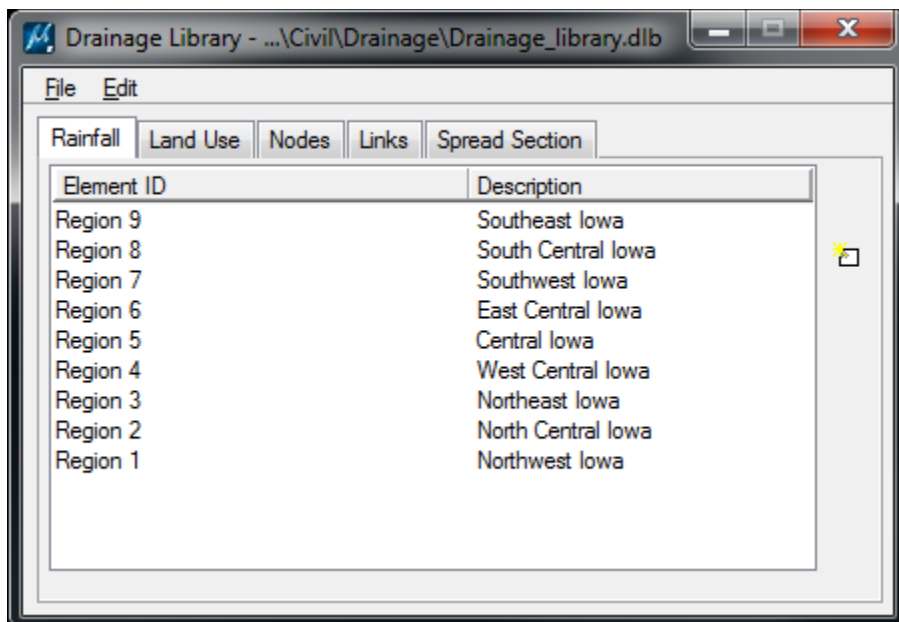 Drainage Library - ...\Civil\Drainage\Drainage_library.dlb
File Edit
Rainfall Land Use Nodes Links Spread Section
Element ID Description
Region 9 Southeast Iowa
Region 8 South Central Iowa
Region 7 Southwest Iowa
Region 6 East Central Iowa
Region 5 Central Iowa
Region 4 West Central Iowa
Region 3 Northeast Iowa
Region 2 North Central Iowa
Region 1 Northwest Iowa